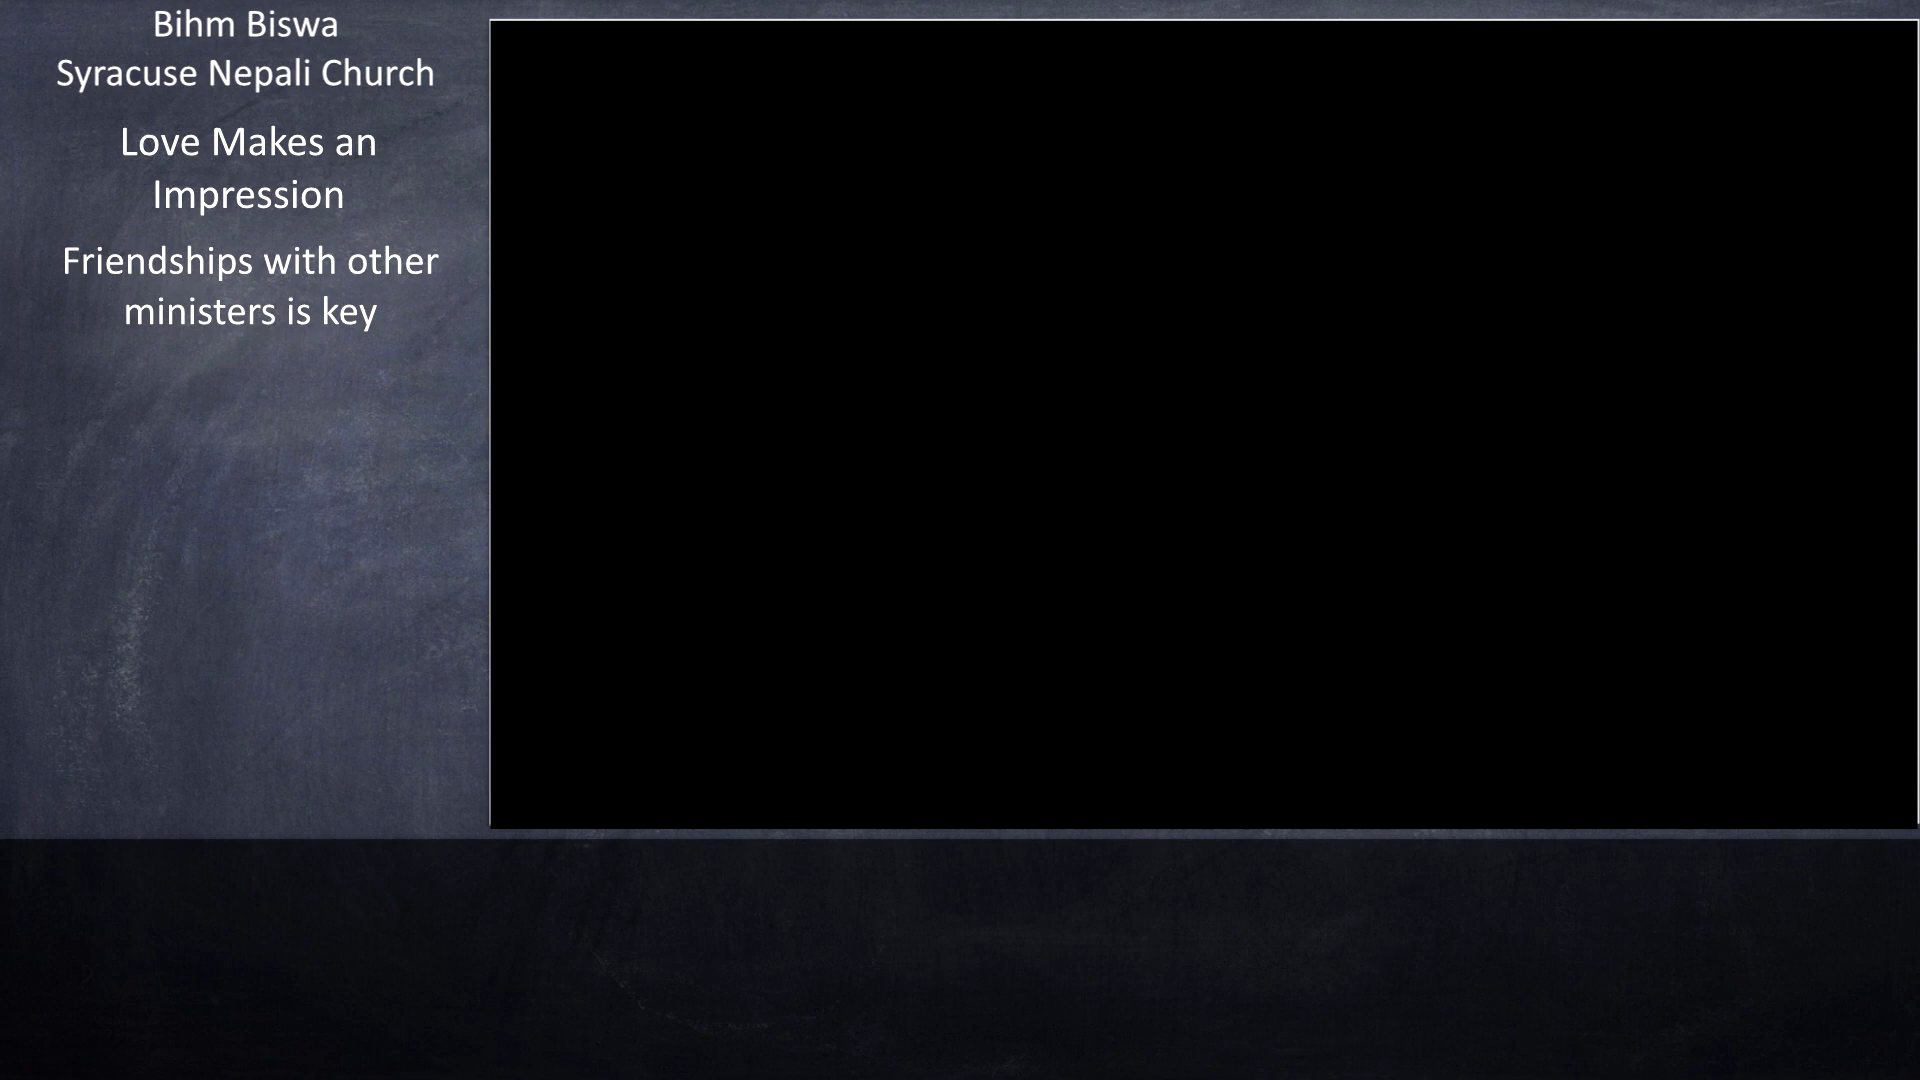 Bihm Biswa
Syracuse Nepali Church
Love Makes an
Impression
Friendships with other
ministers is key